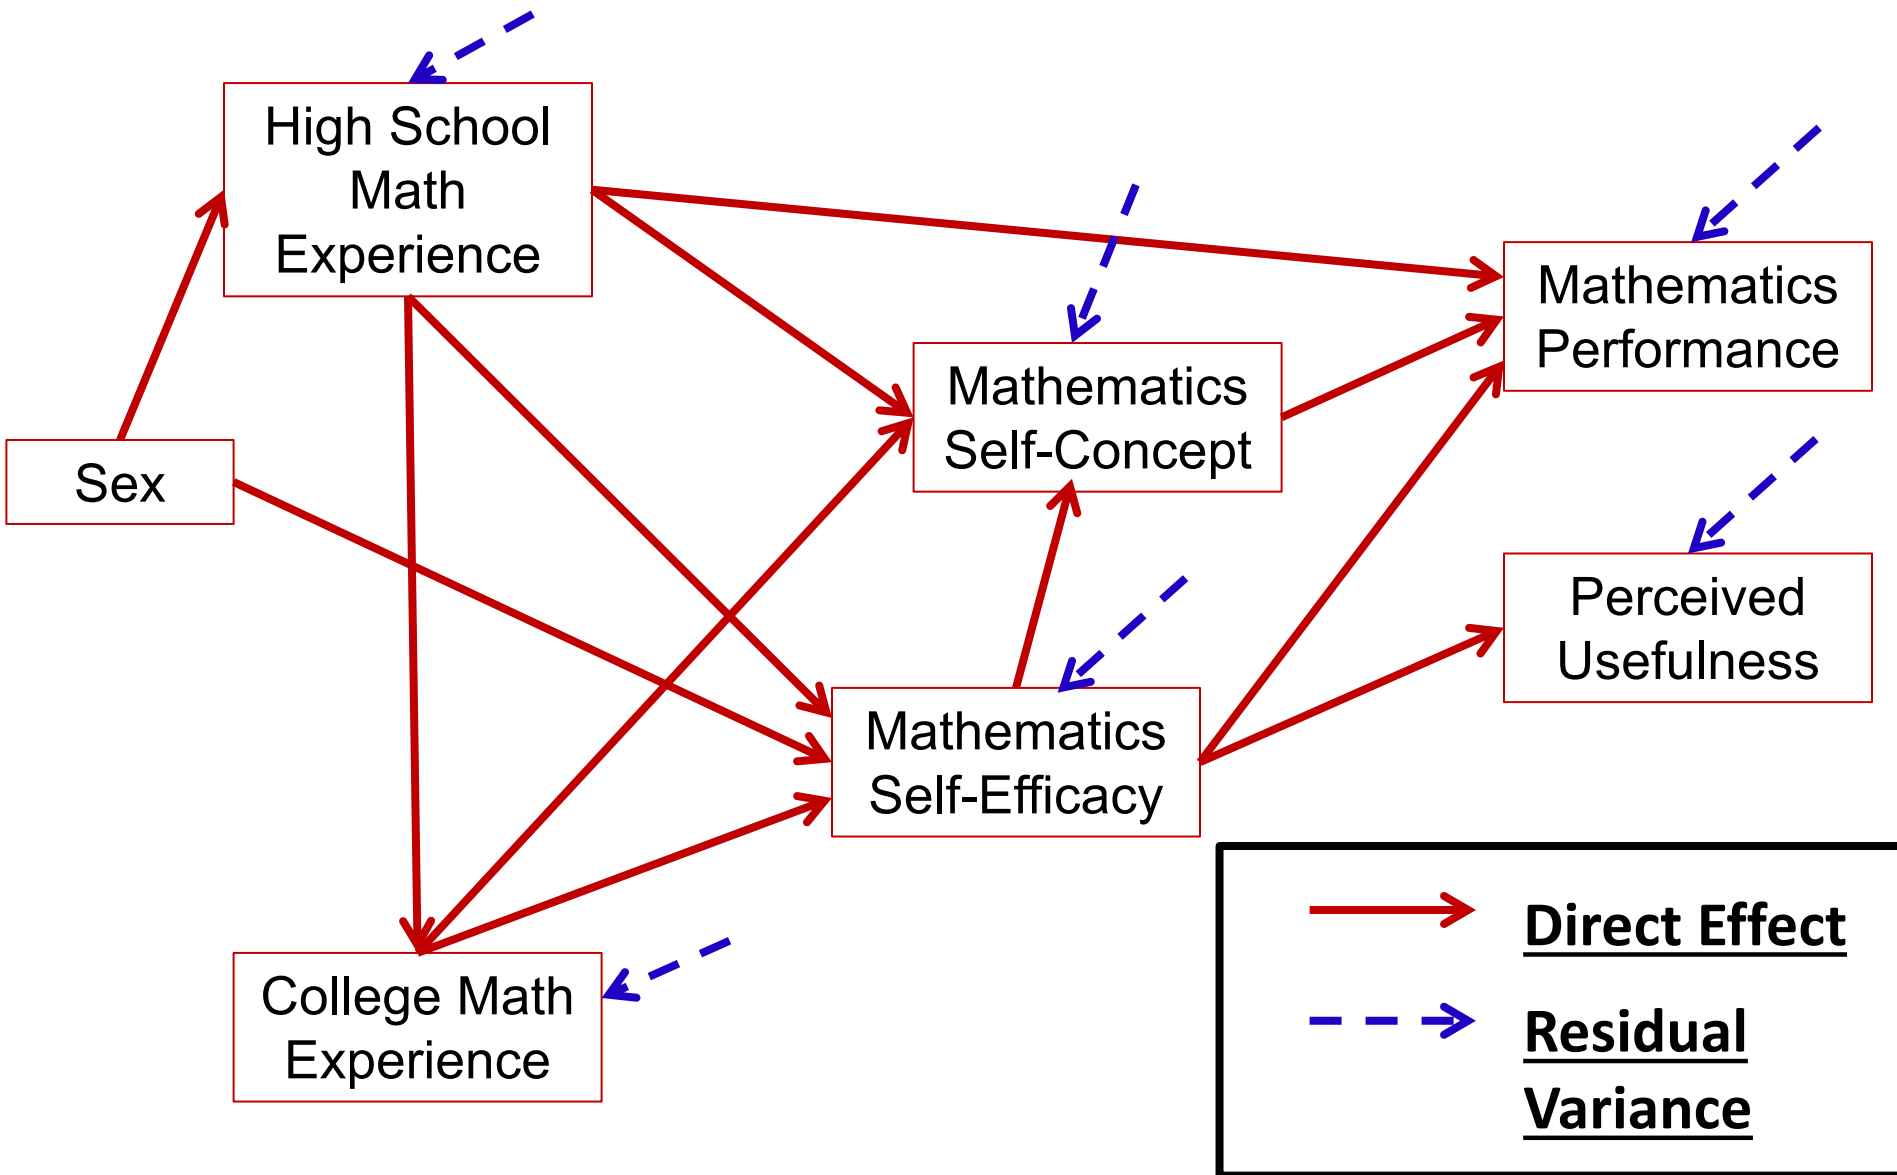 High School
Math
Experience
Mathematics
Performance
Mathematics
Self-Concept
Sex
Perceived
Usefulness
Mathematics
Self-Efficacy
College Math
Experience
Direct Effect
Residual
Variance